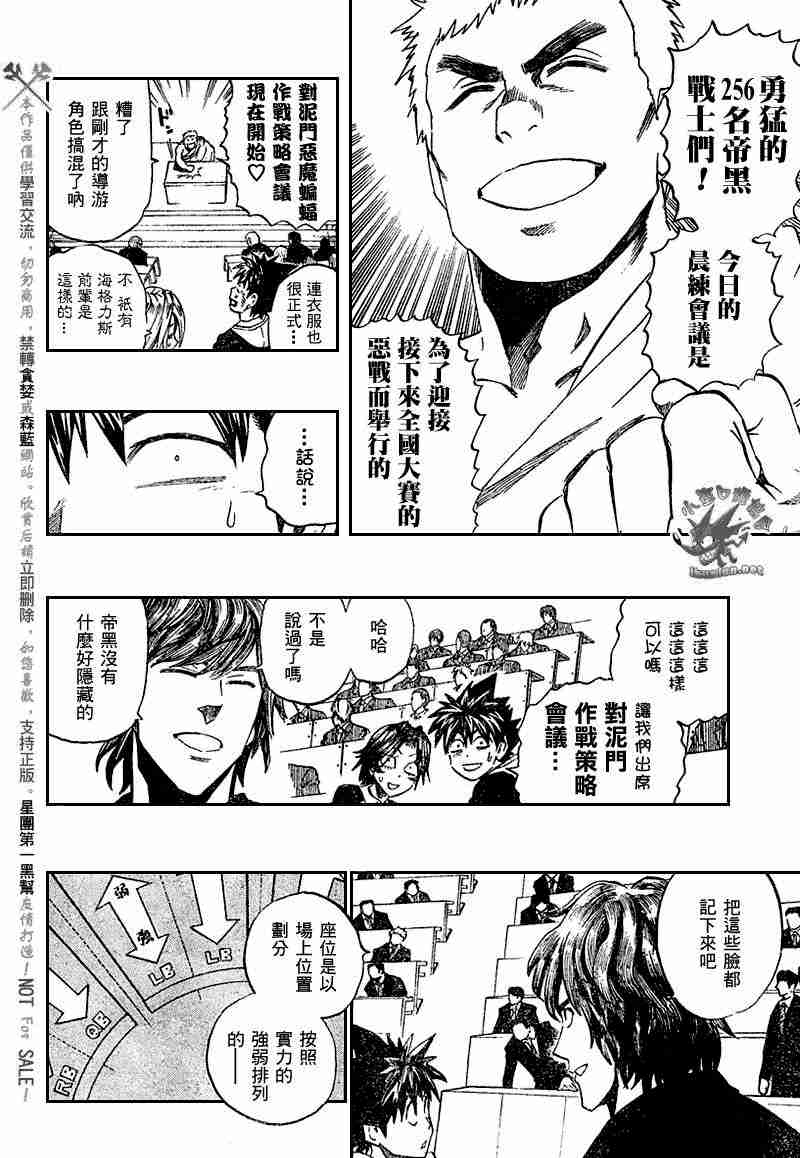 勇猛的
256名帝黑
戰士們！
今日的
晨練會議是
為了迎接
接下來全國大賽的
惡戰而舉行的
對泥門惡魔蝙蝠
作戰策略會議
現在開始♡
糟了
跟剛才的導游
角色搞混了吶
連衣服也
很正式…
不，祇有
海格力斯
前輩是
這樣的…
…話說…
這這這
這這這樣
可以嗎
讓我們出席
對泥門
作戰策略
會議…
哈哈
不是
說過了嗎
帝黑沒有
什麼好隱藏的
把這些臉都
記下來吧
座位是以
場上位置
劃分
按照
實力的
強弱排列
的——
弱
強
LB
LB
QB
RB
本作品僅供學習交流，切勿商用，禁轉貪婪或森藍網站。欣賞后請立即刪除，如您喜歡，支持正版。星團第一黑幫友情打造—NOT For SALE—